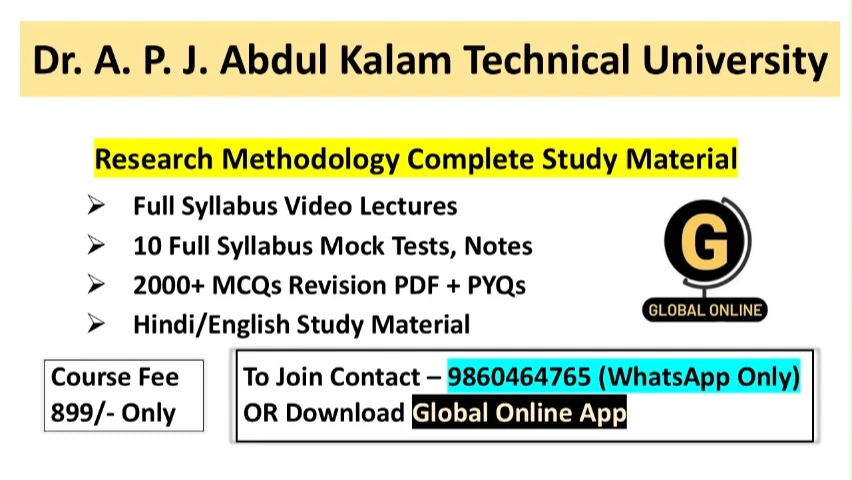 Dr. A. P. J. Abdul Kalam Technical University
Research Methodology Complete Study Material
➢ Full Syllabus Video Lectures
➢ 10 Full Syllabus Mock Tests, Notes
➢ 2000+ MCQs Revision PDF + PYQs
➢ Hindi/English Study Material
G
GLOBAL ONLINE
Course Fee
899/- Only
To Join Contact – 9860464765 (WhatsApp Only)
OR Download Global Online App